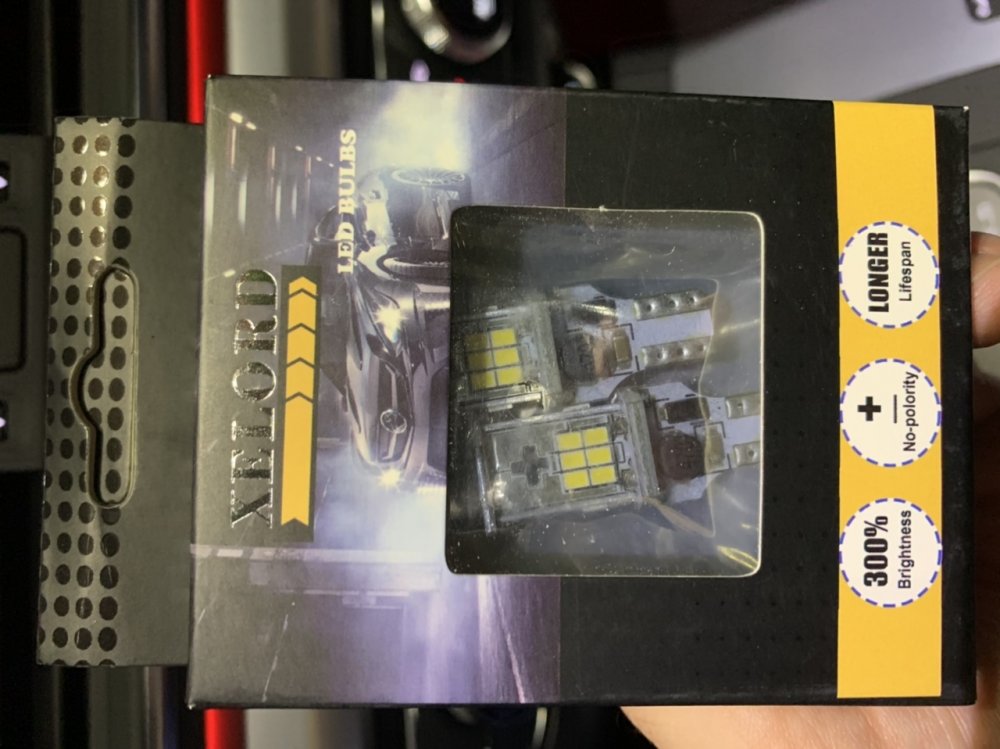 XELORD
LED BULBS
300%
Brightness
+
—
No-polority
LONGER
Lifespan